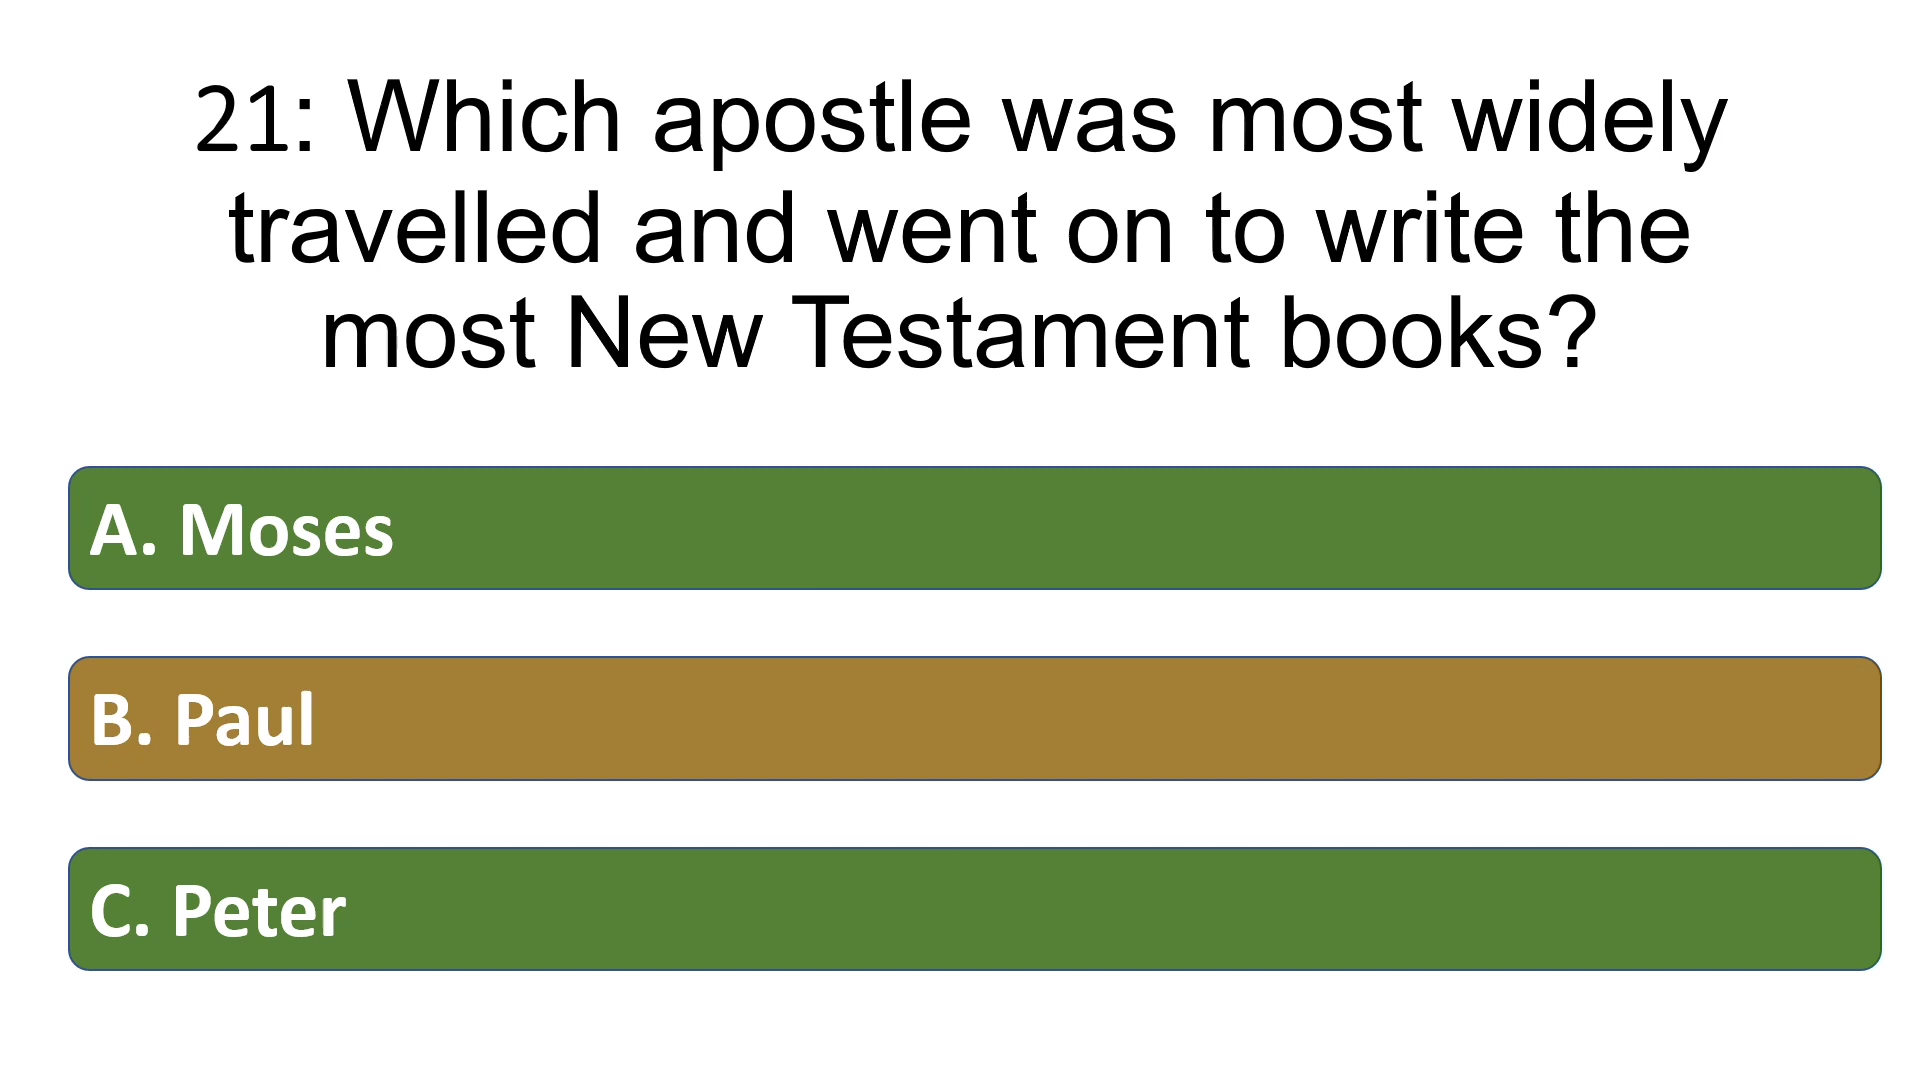 21: Which apostle was most widely
travelled and went on to write the
most New Testament books?
A. Moses
B. Paul
C. Peter